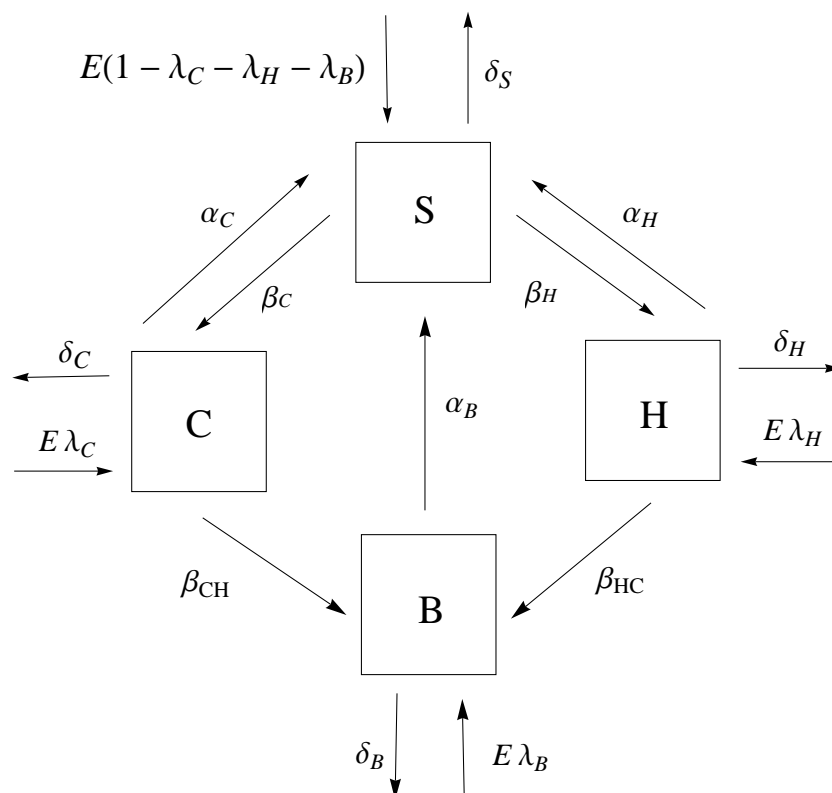 E(1 − λ_C − λ_H − λ_B)
δ_S
S
α_C
α_H
β_C
β_H
δ_C
δ_H
C
α_B
H
E λ_C
E λ_H
β_CH
β_HC
B
δ_B
E λ_B